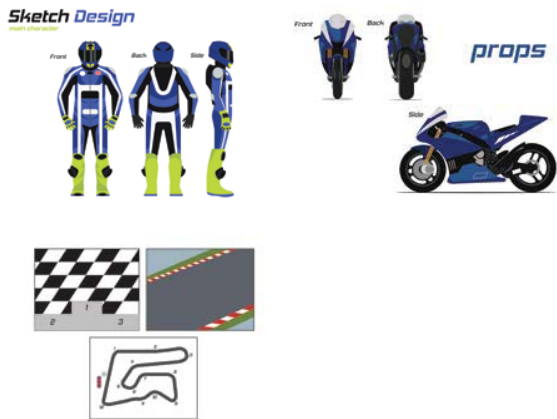 Sketch Design
main character
Front
Back
Side
Front
Back
props
Side
1
2
3